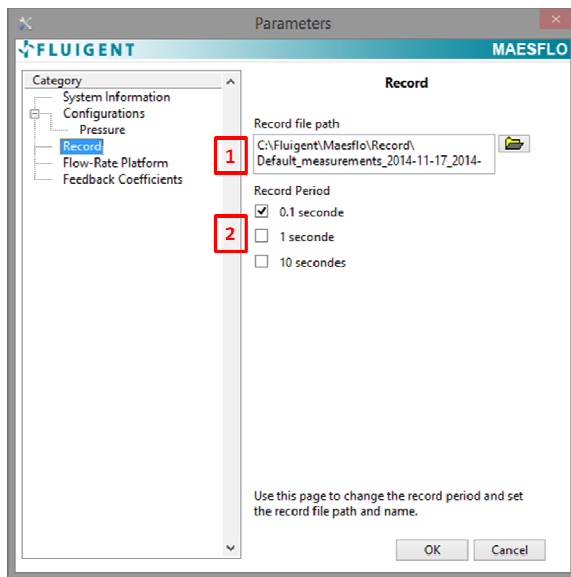 Parameters
FLUIGENT
MAESFLO
Category
System Information
Configurations
Pressure
Record
Flow-Rate Platform
Feedback Coefficients
Record
Record file path
1
C:\Fluigent\Maesflo\Record\
Default_measurements_2014-11-17_2014-
Record Period
0.1 seconde
2
1 seconde
10 secondes
Use this page to change the record period and set
the record file path and name.
OK
Cancel